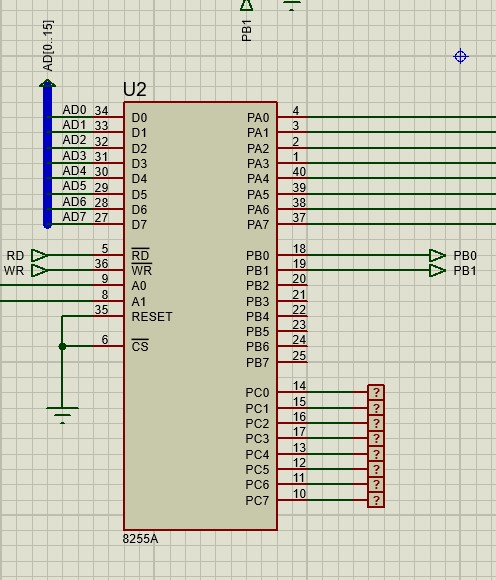 PB1
AD[0..15]
U2
AD0 34 D0 PA0 4
AD1 33 D1 PA1 3
AD2 32 D2 PA2 2
AD3 31 D3 PA3 1
AD4 30 D4 PA4 40
AD5 29 D5 PA5 39
AD6 28 D6 PA6 38
AD7 27 D7 PA7 37
RD 5 RD PB0 18 PB0
WR 36 WR PB1 19 PB1
9 A0 PB2 20
8 A1 PB3 21
35 RESET PB4 22
PB5 23
6 CS PB6 24
PB7 25
PC0 14 ?
PC1 15 ?
PC2 16 ?
PC3 17 ?
PC4 13 ?
PC5 12 ?
PC6 11 ?
PC7 10 ?
8255A